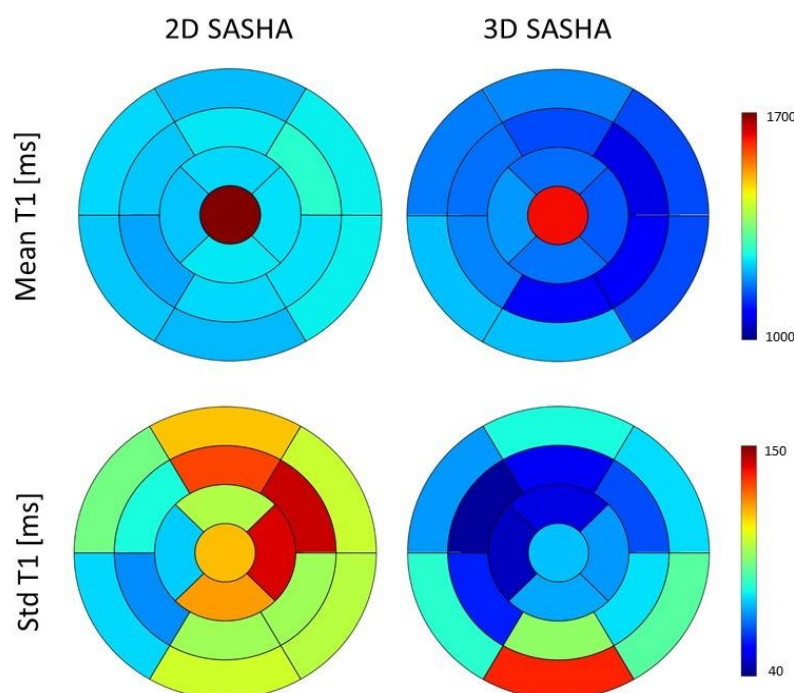 2D SASHA
3D SASHA
Mean T1 [ms]
1700
1000
Std T1 [ms]
150
40